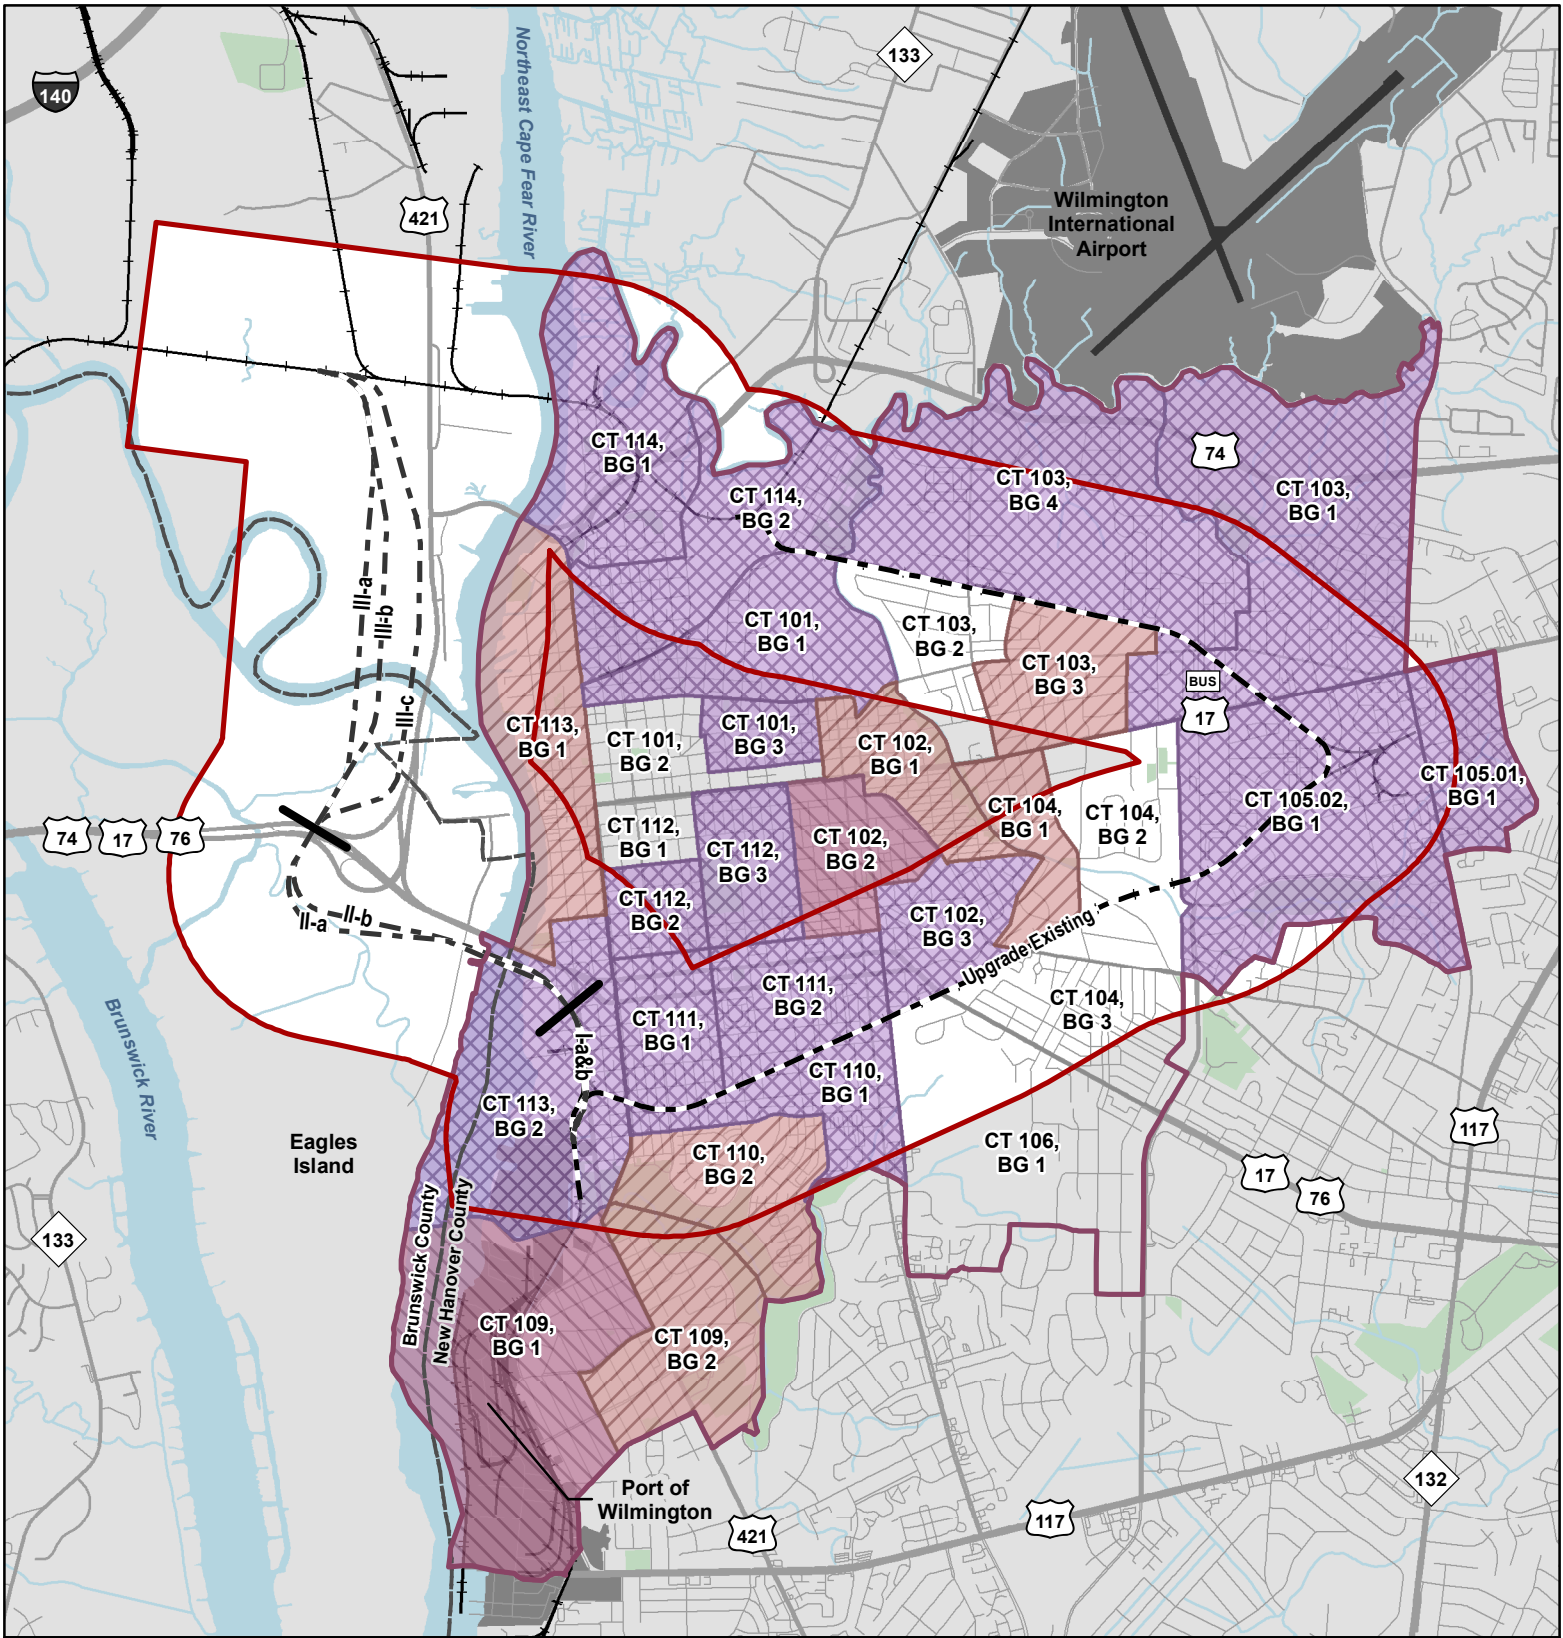 140
133
421
Northeast Cape Fear River
Wilmington
International
Airport
74
CT 114,
BG 1
CT 114,
BG 2
CT 103,
BG 4
CT 103,
BG 1
III-a
III-b
III-c
CT 101,
BG 1
CT 103,
BG 2
CT 103,
BG 3
BUS
17
CT 113,
BG 1
CT 101,
BG 2
CT 101,
BG 3
CT 102,
BG 1
CT 105.01,
BG 1
CT 105.02,
BG 1
CT 104,
BG 1
CT 104,
BG 2
74
17
76
CT 112,
BG 1
CT 112,
BG 3
CT 102,
BG 2
CT 112,
BG 2
CT 102,
BG 3
II-a
II-b
Upgrade Existing
CT 111,
BG 2
CT 111,
BG 1
CT 104,
BG 3
Brunswick River
I-a&b
CT 110,
BG 1
CT 113,
BG 2
Eagles
Island
CT 110,
BG 2
CT 106,
BG 1
117
17
76
133
Brunswick County
New Hanover County
CT 109,
BG 1
CT 109,
BG 2
Port of
Wilmington
421
117
132